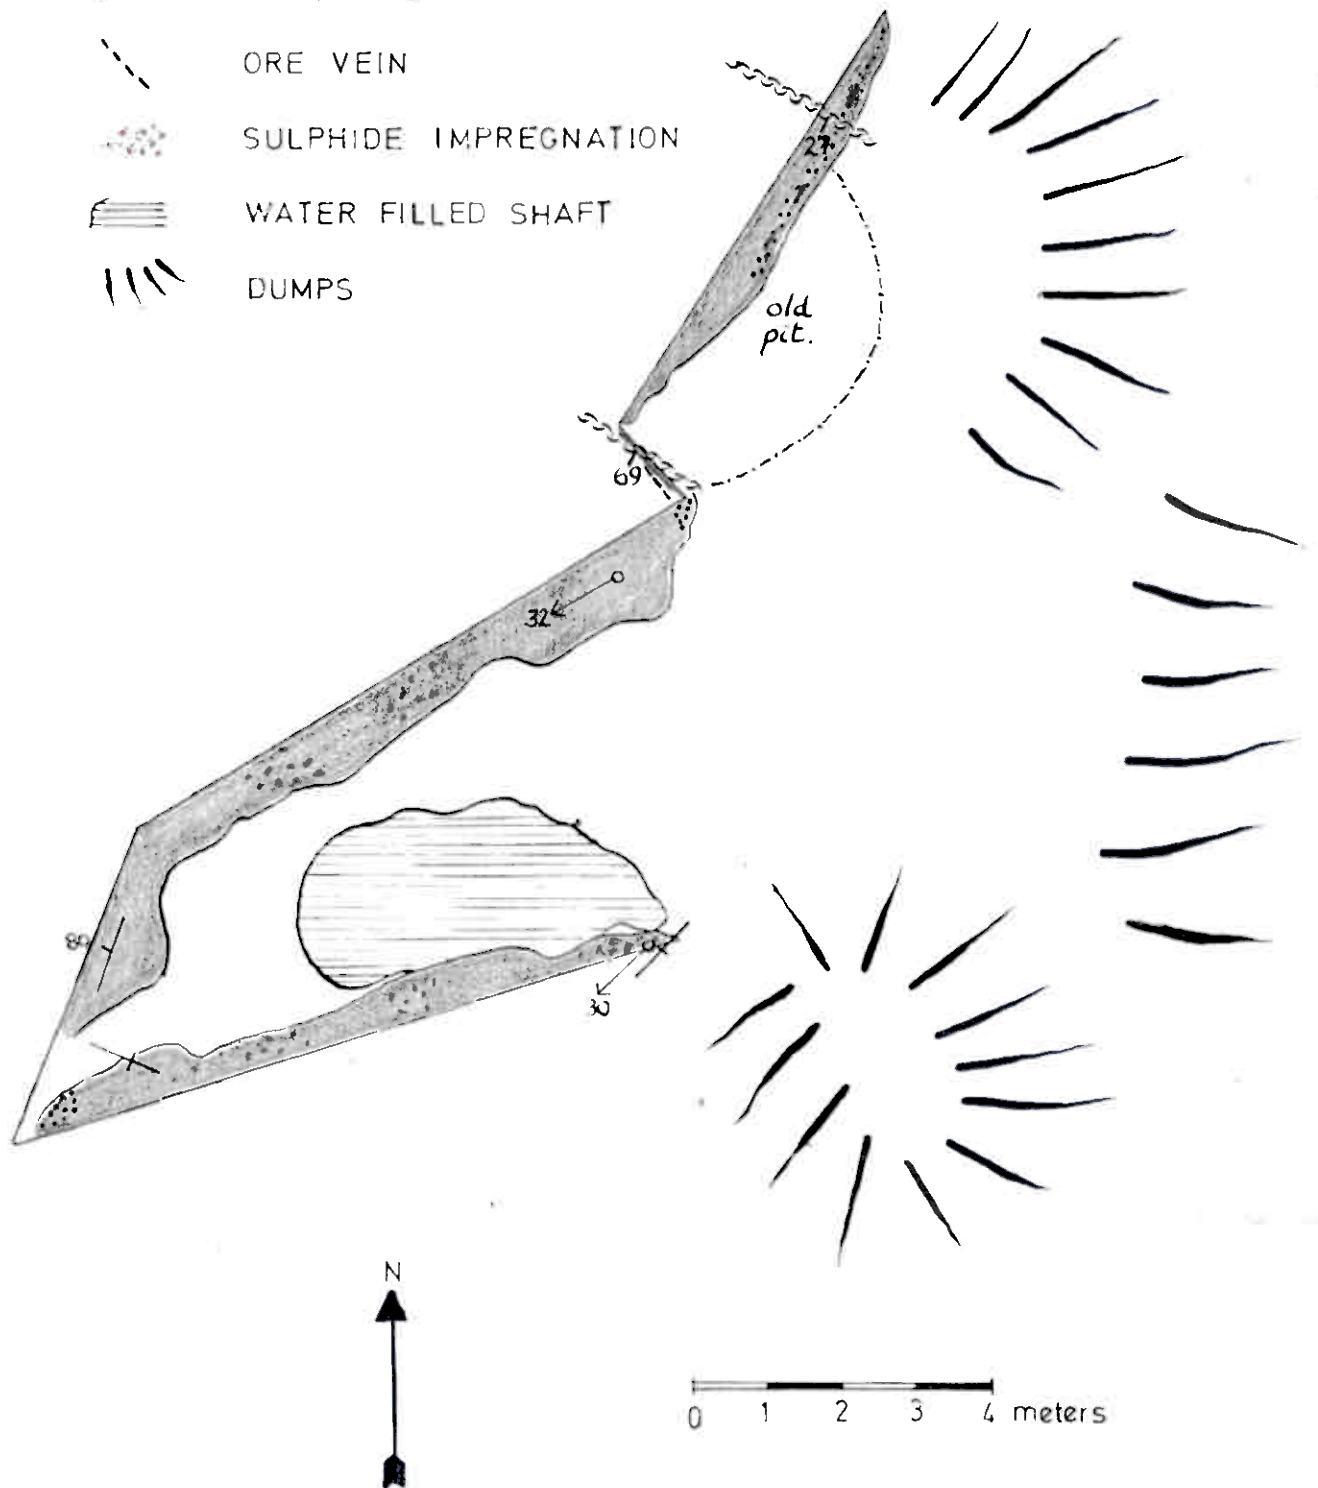 ORE VEIN
SULPHIDE IMPREGNATION
WATER FILLED SHAFT
DUMPS
27
old
pit.
69
32
80
30
N
0 1 2 3 4 meters